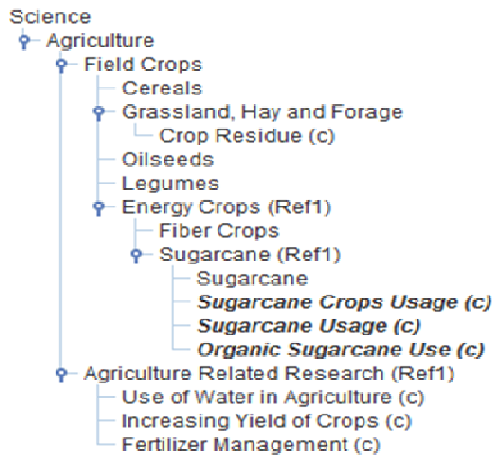 Science
Agriculture
Field Crops
Cereals
Grassland, Hay and Forage
Crop Residue (c)
Oilseeds
Legumes
Energy Crops (Ref1)
Fiber Crops
Sugarcane (Ref1)
Sugarcane
Sugarcane Crops Usage (c)
Sugarcane Usage (c)
Organic Sugarcane Use (c)
Agriculture Related Research (Ref1)
Use of Water in Agriculture (c)
Increasing Yield of Crops (c)
Fertilizer Management (c)